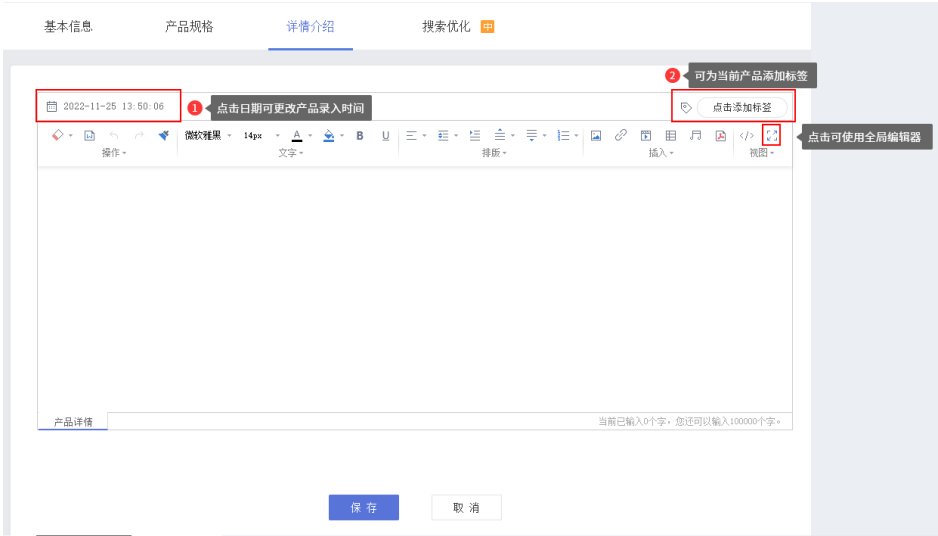 基本信息 产品规格 详情介绍 搜索优化 中
2 可为当前产品添加标签
2022-11-25 13:50:06 1 点击日期可更改产品录入时间 点击添加标签
微软雅黑 14px A B U 点击可使用全局编辑器
操作 文字 排版 插入 视图
产品详情 当前已输入0个字，您还可以输入100000个字。
保存 取消